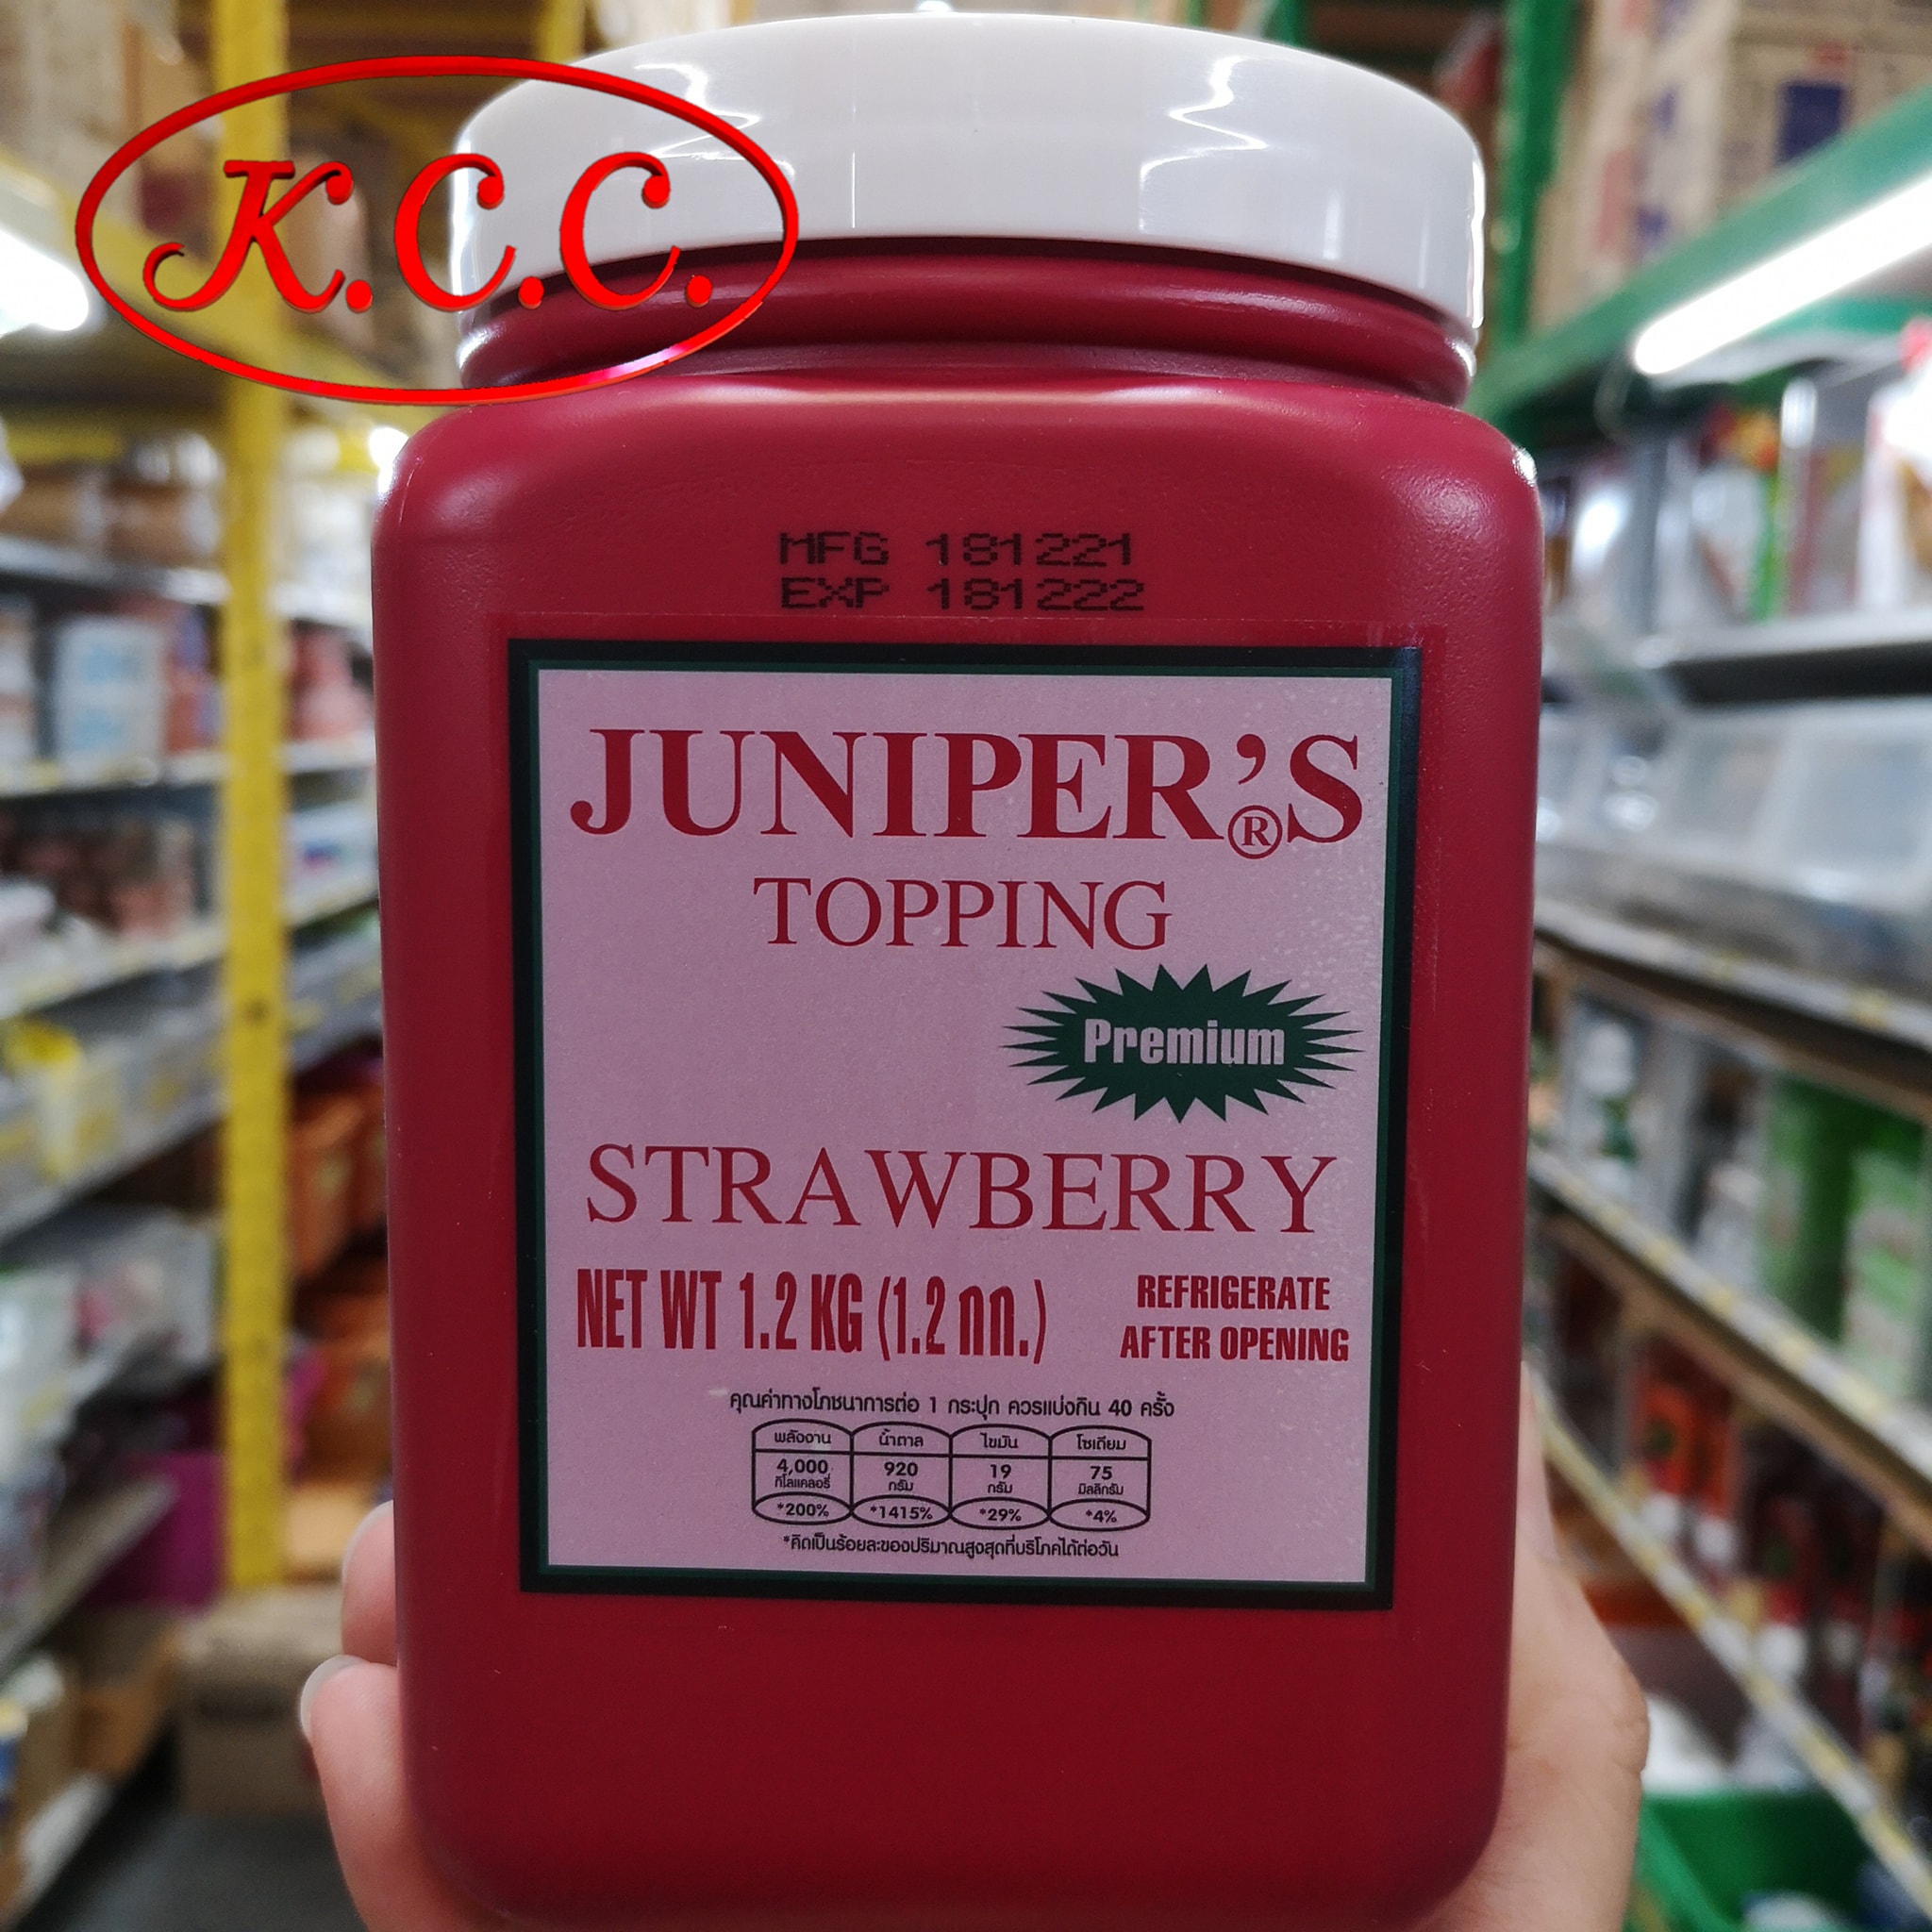 K.C.C.
MFG 181221
EXP 181222
JUNIPER'S®
TOPPING
Premium
STRAWBERRY
NET WT 1.2 KG (1.2 กก.)
REFRIGERATE
AFTER OPENING
คุณค่าทางโภชนาการต่อ 1 กระปุก ควรแบ่งกิน 40 ครั้ง
พลังงาน น้ำตาล ไขมัน โซเดียม
4,000 920 19 75
กิโลแคลอรี่ กรัม กรัม มิลลิกรัม
*200% *1415% *29% *4%
*คิดเป็นร้อยละของปริมาณสูงสุดที่บริโภคได้ต่อวัน